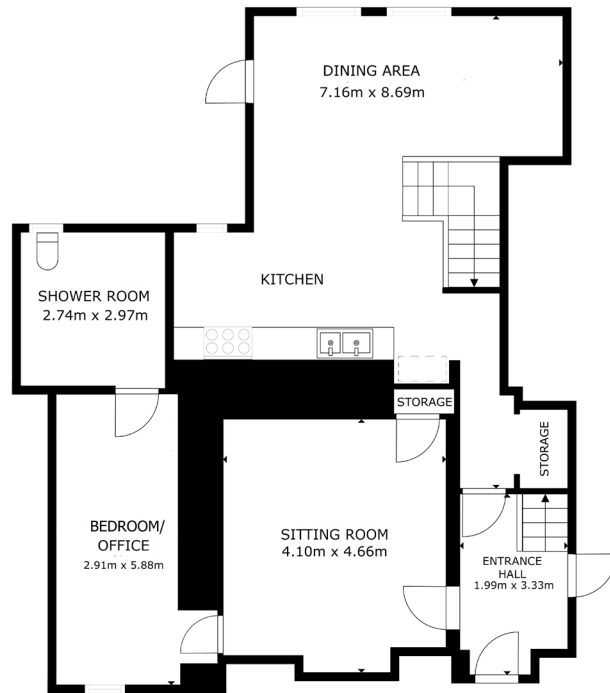 DINING AREA
7.16m x 8.69m
KITCHEN
SHOWER ROOM
2.74m x 2.97m
STORAGE
STORAGE
BEDROOM/
OFFICE
2.91m x 5.88m
SITTING ROOM
4.10m x 4.66m
ENTRANCE
HALL
1.99m x 3.33m